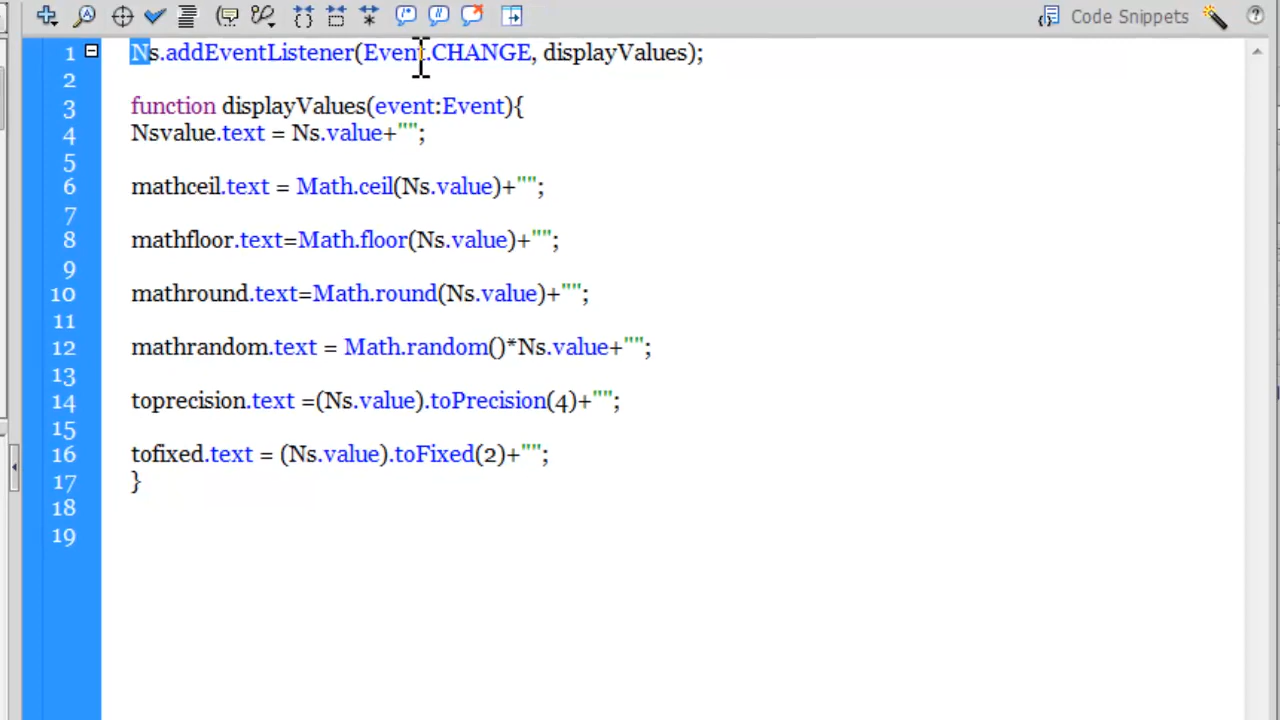 Code Snippets
1 Ns.addEventListener(Event.CHANGE, displayValues);
2
3 function displayValues(event:Event){
4 Nsvalue.text = Ns.value+"";
5
6 mathceil.text = Math.ceil(Ns.value)+"";
7
8 mathfloor.text=Math.floor(Ns.value)+"";
9
10 mathround.text=Math.round(Ns.value)+"";
11
12 mathrandom.text = Math.random()*Ns.value+"";
13
14 toprecision.text =(Ns.value).toPrecision(4)+"";
15
16 tofixed.text = (Ns.value).toFixed(2)+"";
17 }
18
19